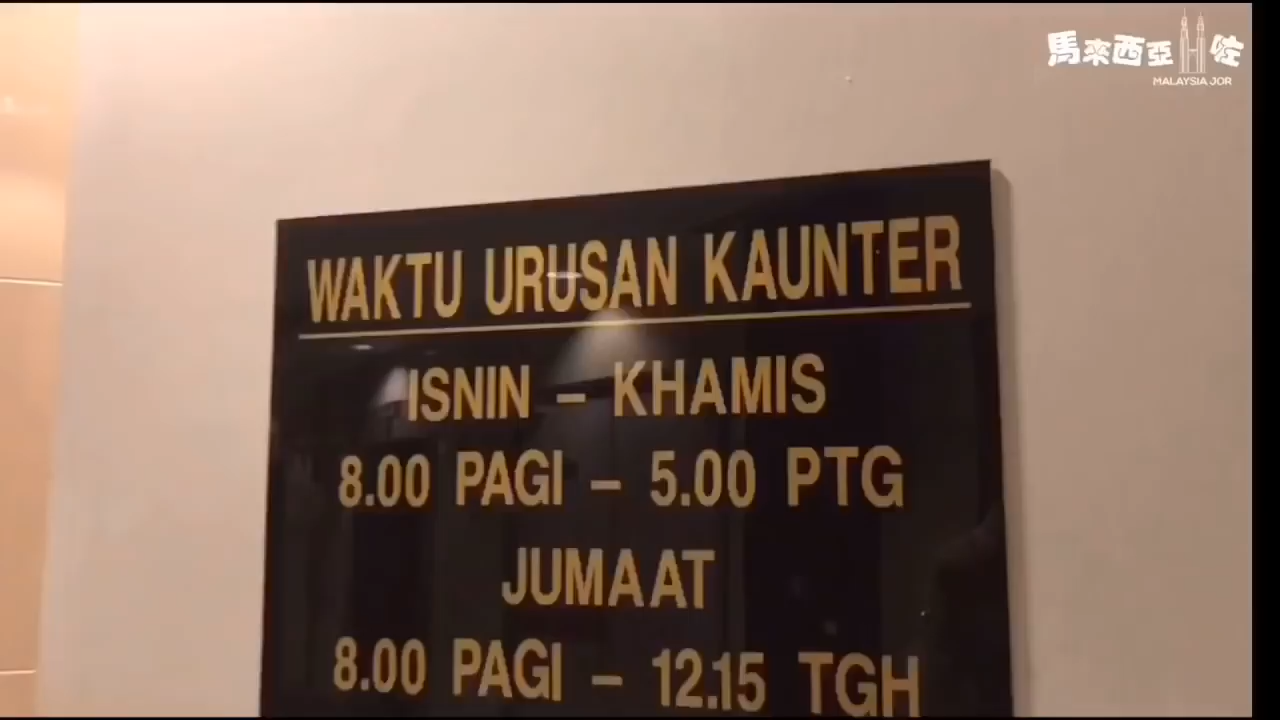 馬來西亞咗
MALAYSIA JOR
WAKTU URUSAN KAUNTER
ISNIN – KHAMIS
8.00 PAGI – 5.00 PTG
JUMAAT
8.00 PAGI – 12.15 TGH